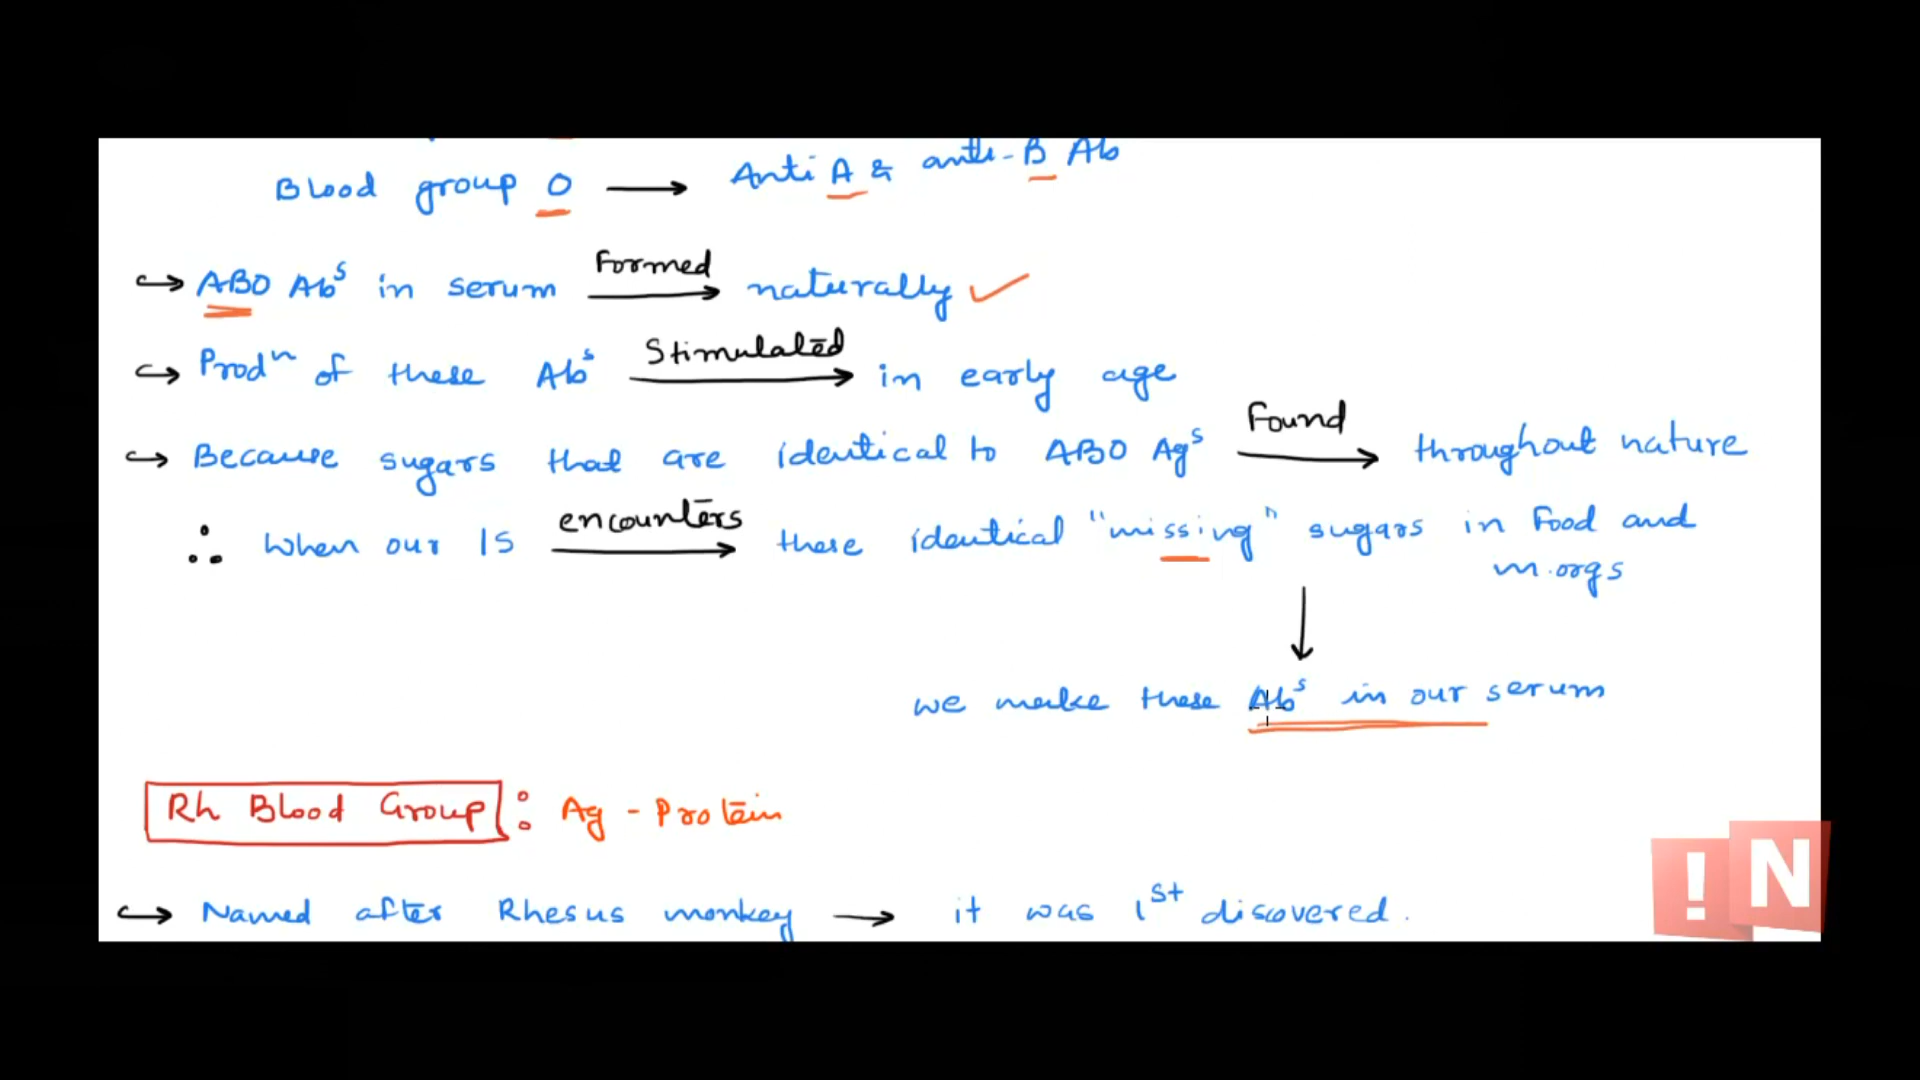 Blood group O → Anti A & anti-B Ab
↪ ABO Abˢ in serum Formed → naturally ✓
↪ Prodⁿ of these Abˢ Stimulated → in early age
↪ Because sugars that are identical to ABO Agˢ Found → throughout nature
∴ When our IS encounters → these identical "missing" sugars in Food and
m.orgs
↓
we make these Abˢ in our serum
Rh Blood Group : Ag - Protein
↪ Named after Rhesus monkey → it was 1st discovered.
!N